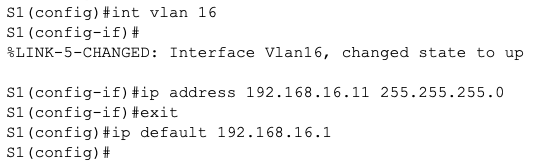 S1(config)#int vlan 16
S1(config-if)#
%LINK-5-CHANGED: Interface Vlan16, changed state to up
S1(config-if)#ip address 192.168.16.11 255.255.255.0
S1(config-if)#exit
S1(config)#ip default 192.168.16.1
S1(config)#